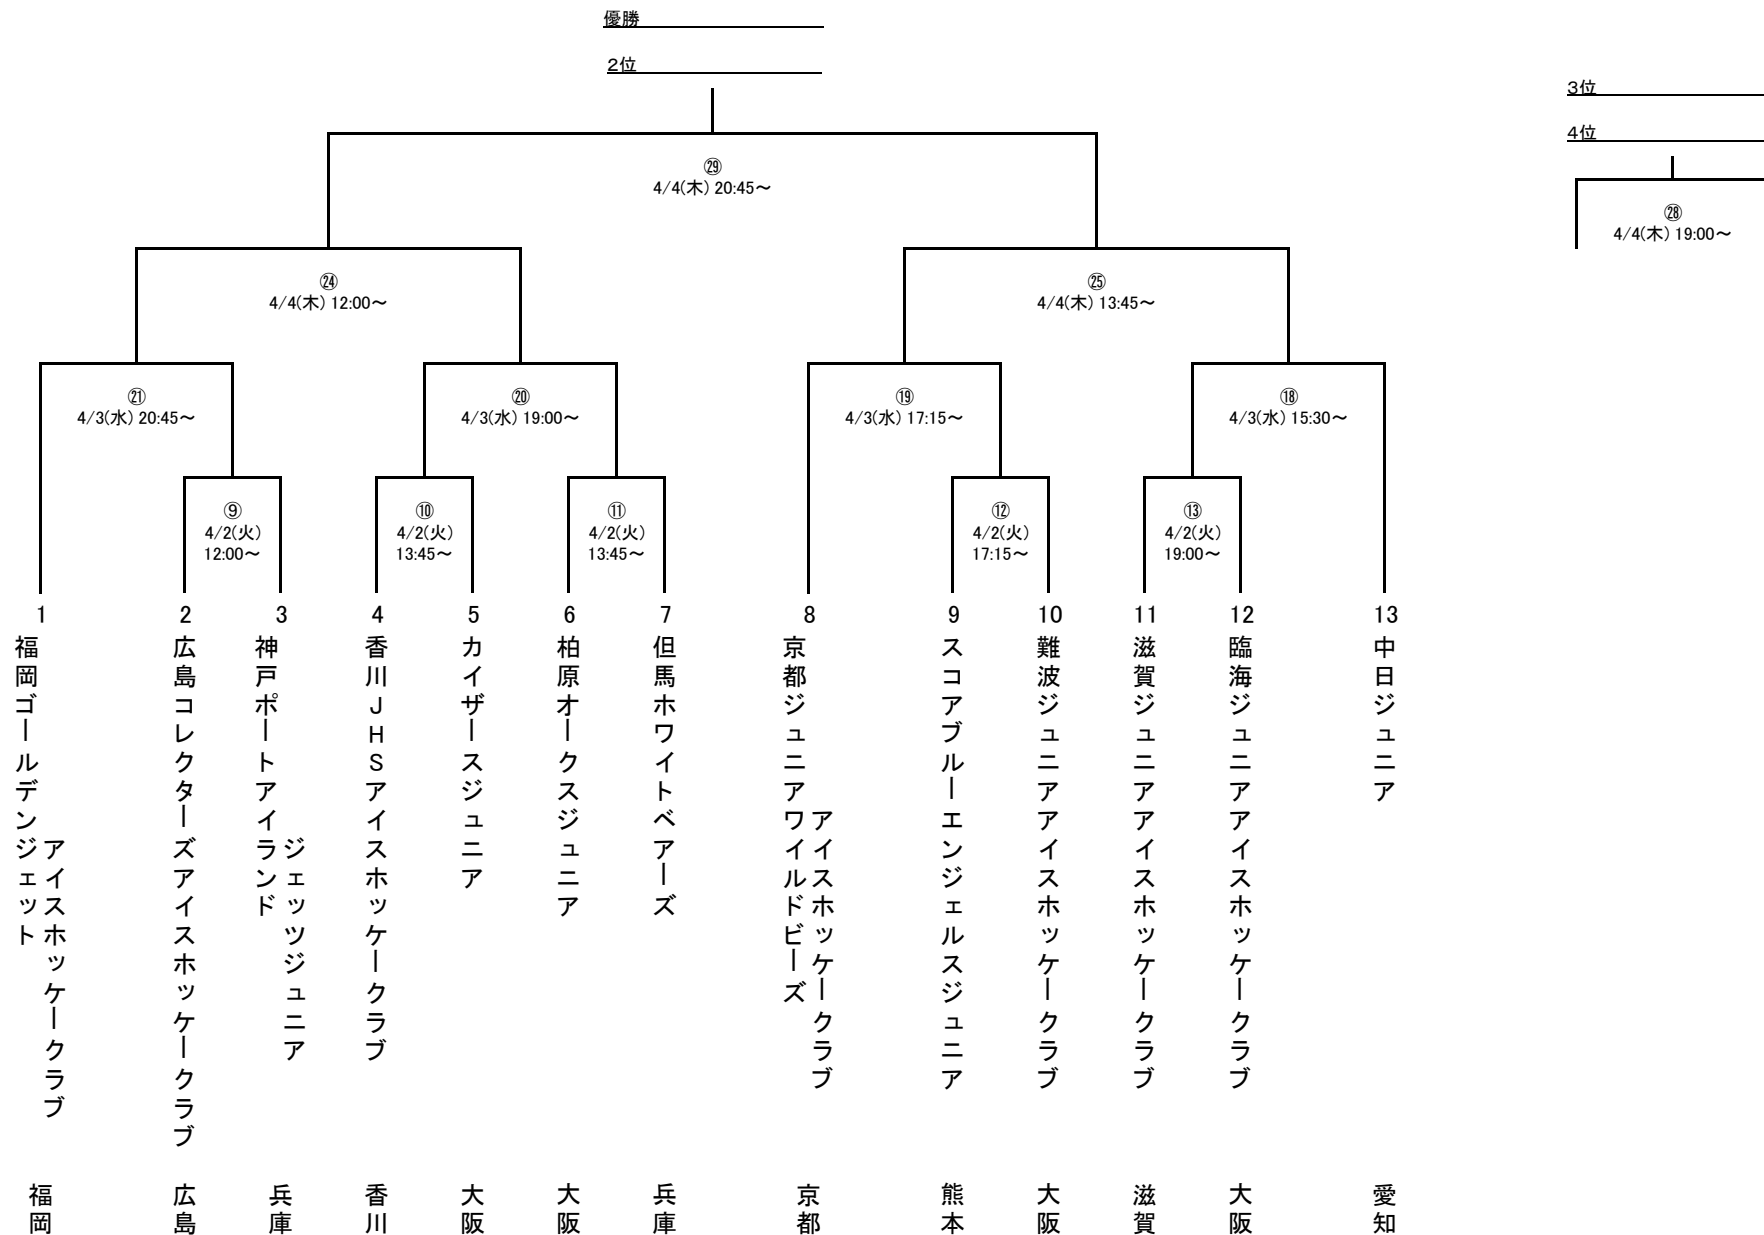 優勝
２位
３位
４位
㉙
4/4(木) 20:45～
㉘
4/4(木) 19:00～
㉔
4/4(木) 12:00～
㉕
4/4(木) 13:45～
㉑
4/3(水) 20:45～
⑳
4/3(水) 19:00～
⑲
4/3(水) 17:15～
⑱
4/3(水) 15:30～
⑨
4/2(火)
12:00～
⑩
4/2(火)
13:45～
⑪
4/2(火)
13:45～
⑫
4/2(火)
17:15～
⑬
4/2(火)
19:00～
1
福岡ゴールデンジェット
アイスホッケークラブ
福岡
2
広島コレクターズアイスホッケークラブ
広島
3
神戸ポートアイランド
ジェッツジュニア
兵庫
4
香川ＪＨＳアイスホッケークラブ
香川
5
カイザースジュニア
大阪
6
柏原オークスジュニア
大阪
7
但馬ホワイトベアーズ
兵庫
8
京都ジュニアワイルドビーズ
アイスホッケークラブ
京都
9
スコアブルーエンジェルスジュニア
熊本
10
難波ジュニアアイスホッケークラブ
大阪
11
滋賀ジュニアアイスホッケークラブ
滋賀
12
臨海ジュニアアイスホッケークラブ
大阪
13
中日ジュニア
愛知